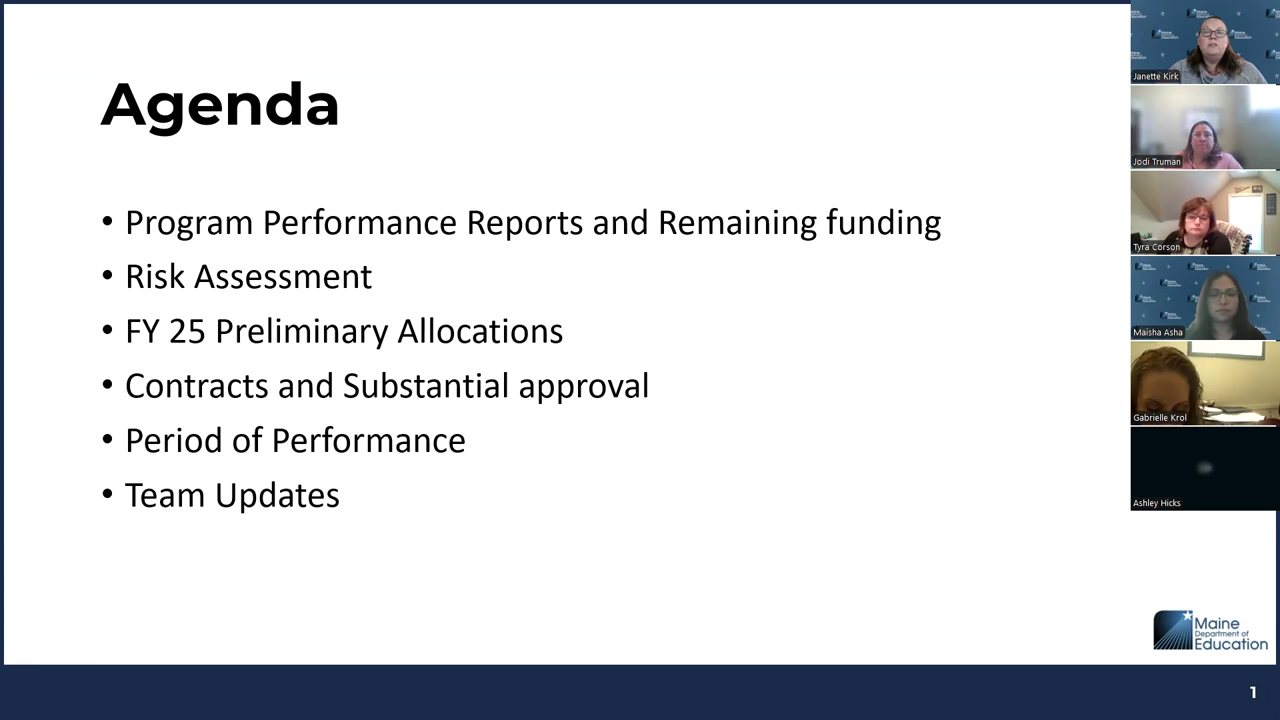 Agenda
• Program Performance Reports and Remaining funding
• Risk Assessment
• FY 25 Preliminary Allocations
• Contracts and Substantial approval
• Period of Performance
• Team Updates
Janette Kirk
Jodi Truman
Tyra Corson
Maisha Asha
Gabrielle Krol
Ashley Hicks
Maine
Department of
Education
1